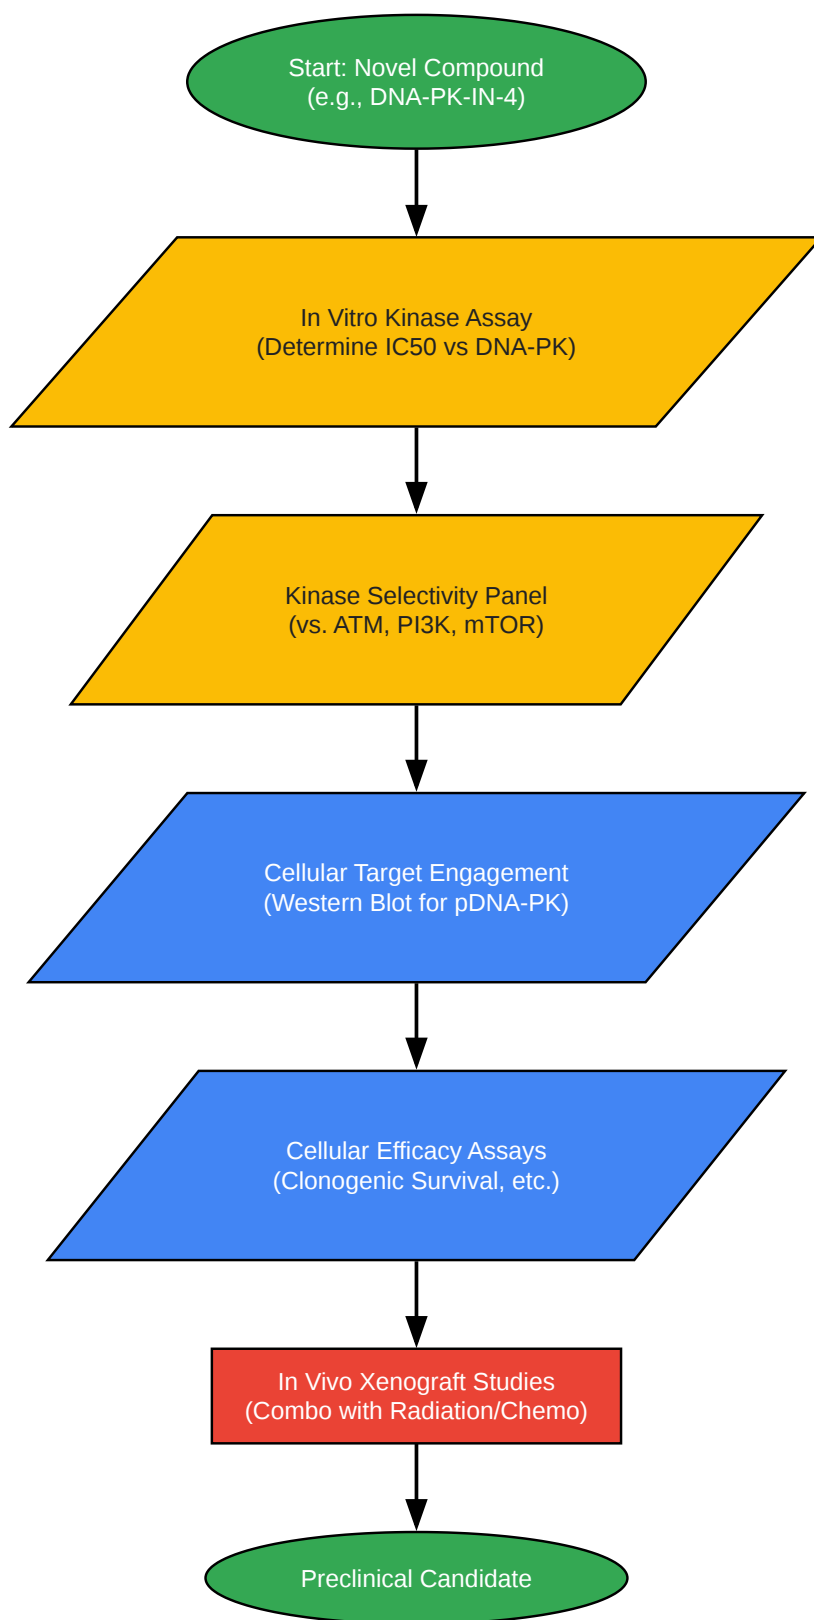 Start: Novel Compound
(e.g., DNA-PK-IN-4)
In Vitro Kinase Assay
(Determine IC50 vs DNA-PK)
Kinase Selectivity Panel
(vs. ATM, PI3K, mTOR)
Cellular Target Engagement
(Western Blot for pDNA-PK)
Cellular Efficacy Assays
(Clonogenic Survival, etc.)
In Vivo Xenograft Studies
(Combo with Radiation/Chemo)
Preclinical Candidate